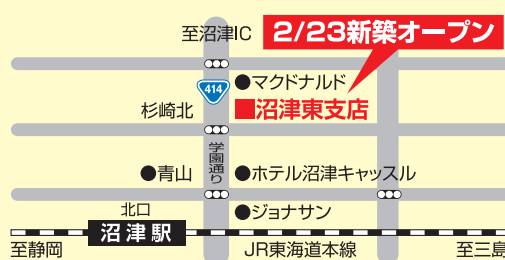 至沼津IC
2/23新築オープン
414
●マクドナルド
杉崎北
■沼津東支店
学園通り
●青山
●ホテル沼津キャッスル
北口
●ジョナサン
沼津駅
至静岡
JR東海道本線
至三島